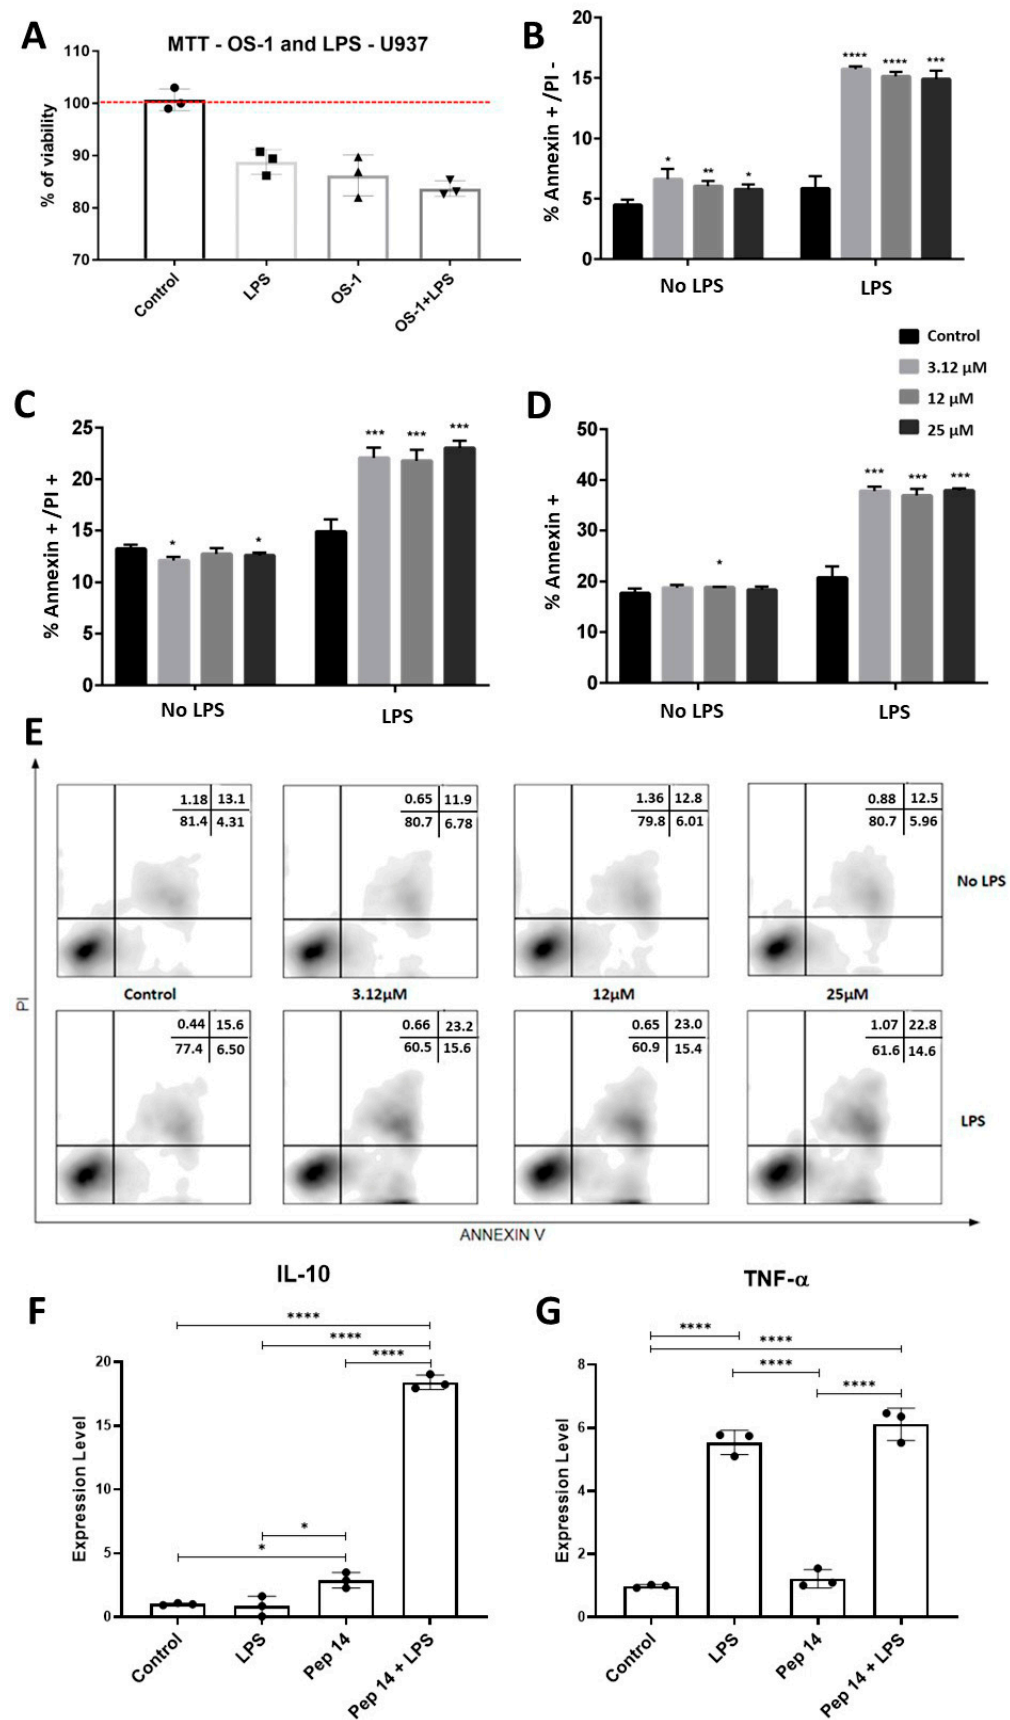 A
MTT - OS-1 and LPS - U937
% of viability
110
100
90
80
70
Control
LPS
OS-1
OS-1+LPS
B
% Annexin + /PI -
20
15
10
5
0
*
**
*
****
****
***
No LPS
LPS
Control
3.12 µM
12 µM
25 µM
C
% Annexin + /PI +
25
20
15
10
5
0
*
*
***
***
***
No LPS
LPS
D
% Annexin +
50
40
30
20
10
0
*
***
***
***
No LPS
LPS
E
1.18 13.1
81.4 4.31
0.65 11.9
80.7 6.78
1.36 12.8
79.8 6.01
0.88 12.5
80.7 5.96
No LPS
Control
3.12µM
12µM
25µM
PI
0.44 15.6
77.4 6.50
0.66 23.2
60.5 15.6
0.65 23.0
60.9 15.4
1.07 22.8
61.6 14.6
LPS
ANNEXIN V
F
IL-10
Expression Level
20
15
10
5
0
****
****
****
*
*
Control
LPS
Pep 14
Pep 14 + LPS
G
TNF-α
Expression Level
8
6
4
2
0
****
****
****
****
Control
LPS
Pep 14
Pep 14 + LPS